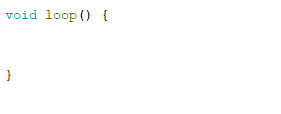 void loop() {
}